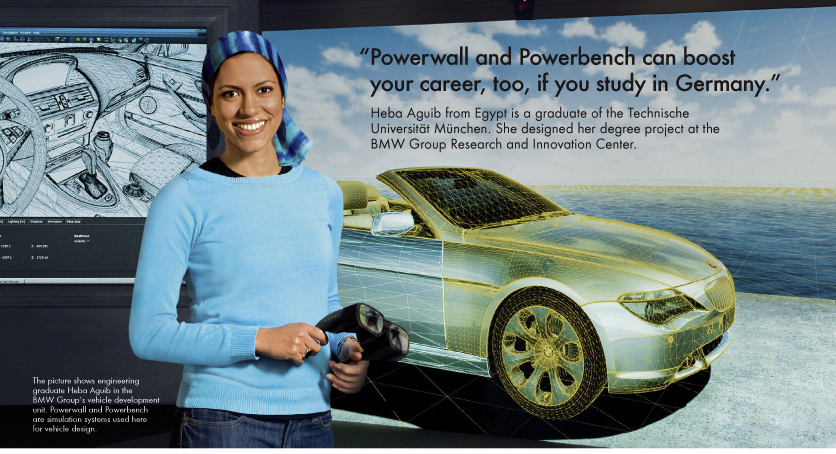 “Powerwall and Powerbench can boost
your career, too, if you study in Germany.”
Heba Aguib from Egypt is a graduate of the Technische
Universität München. She designed her degree project at the
BMW Group Research and Innovation Center.
The picture shows engineering
graduate Heba Aguib in the
BMW Group's vehicle development
unit. Powerwall and Powerbench
are simulation systems used here
for vehicle design.